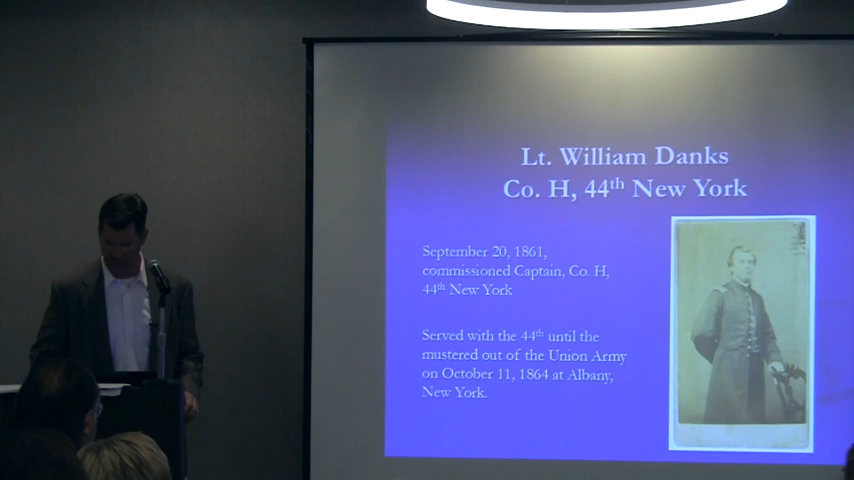 Lt. William Danks
Co. H, 44th New York
September 20, 1861,
commissioned Captain, Co. H,
44th New York
Served with the 44th until the
mustered out of the Union Army
on October 11, 1864 at Albany,
New York.